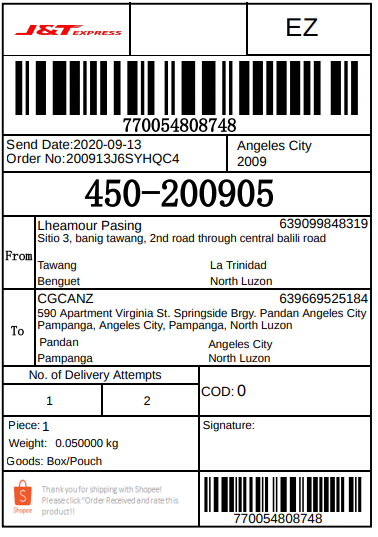 J&T EXPRESS
EZ
770054808748
Send Date:2020-09-13
Order No:200913J6SYHQC4
Angeles City
2009
450-200905
From
Lheamour Pasing 639099848319
Sitio 3, banig tawang, 2nd road through central balili road
Tawang La Trinidad
Benguet North Luzon
To
CGCANZ 639669525184
590 Apartment Virginia St. Springside Brgy. Pandan Angeles City
Pampanga, Angeles City, Pampanga, North Luzon
Pandan Angeles City
Pampanga North Luzon
No. of Delivery Attempts
1 2
COD: 0
Piece: 1
Weight: 0.050000 kg
Goods: Box/Pouch
Signature:
Shopee
Thank you for shipping with Shopee!
Please click "Order Received and rate this
product!!
770054808748